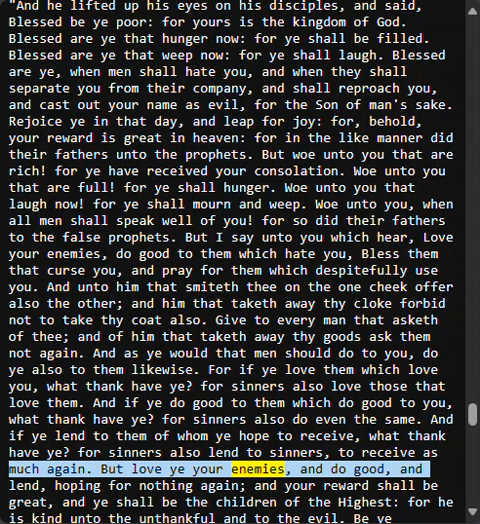 "And he lifted up his eyes on his disciples, and said,
Blessed be ye poor: for yours is the kingdom of God.
Blessed are ye that hunger now: for ye shall be filled.
Blessed are ye that weep now: for ye shall laugh. Blessed
are ye, when men shall hate you, and when they shall
separate you from their company, and shall reproach you,
and cast out your name as evil, for the Son of man's sake.
Rejoice ye in that day, and leap for joy: for, behold,
your reward is great in heaven: for in the like manner did
their fathers unto the prophets. But woe unto you that are
rich! for ye have received your consolation. Woe unto you
that are full! for ye shall hunger. Woe unto you that
laugh now! for ye shall mourn and weep. Woe unto you, when
all men shall speak well of you! for so did their fathers
to the false prophets. But I say unto you which hear, Love
your enemies, do good to them which hate you, Bless them
that curse you, and pray for them which despitefully use
you. And unto him that smiteth thee on the one cheek offer
also the other; and him that taketh away thy cloke forbid
not to take thy coat also. Give to every man that asketh
of thee; and of him that taketh away thy goods ask them
not again. And as ye would that men should do to you, do
ye also to them likewise. For if ye love them which love
you, what thank have ye? for sinners also love those that
love them. And if ye do good to them which do good to you,
what thank have ye? for sinners also do even the same. And
if ye lend to them of whom ye hope to receive, what thank
have ye? for sinners also lend to sinners, to receive as
much again. But love ye your enemies, and do good, and
lend, hoping for nothing again; and your reward shall be
great, and ye shall be the children of the Highest: for he
is kind unto the unthankful and to the evil. Be ye